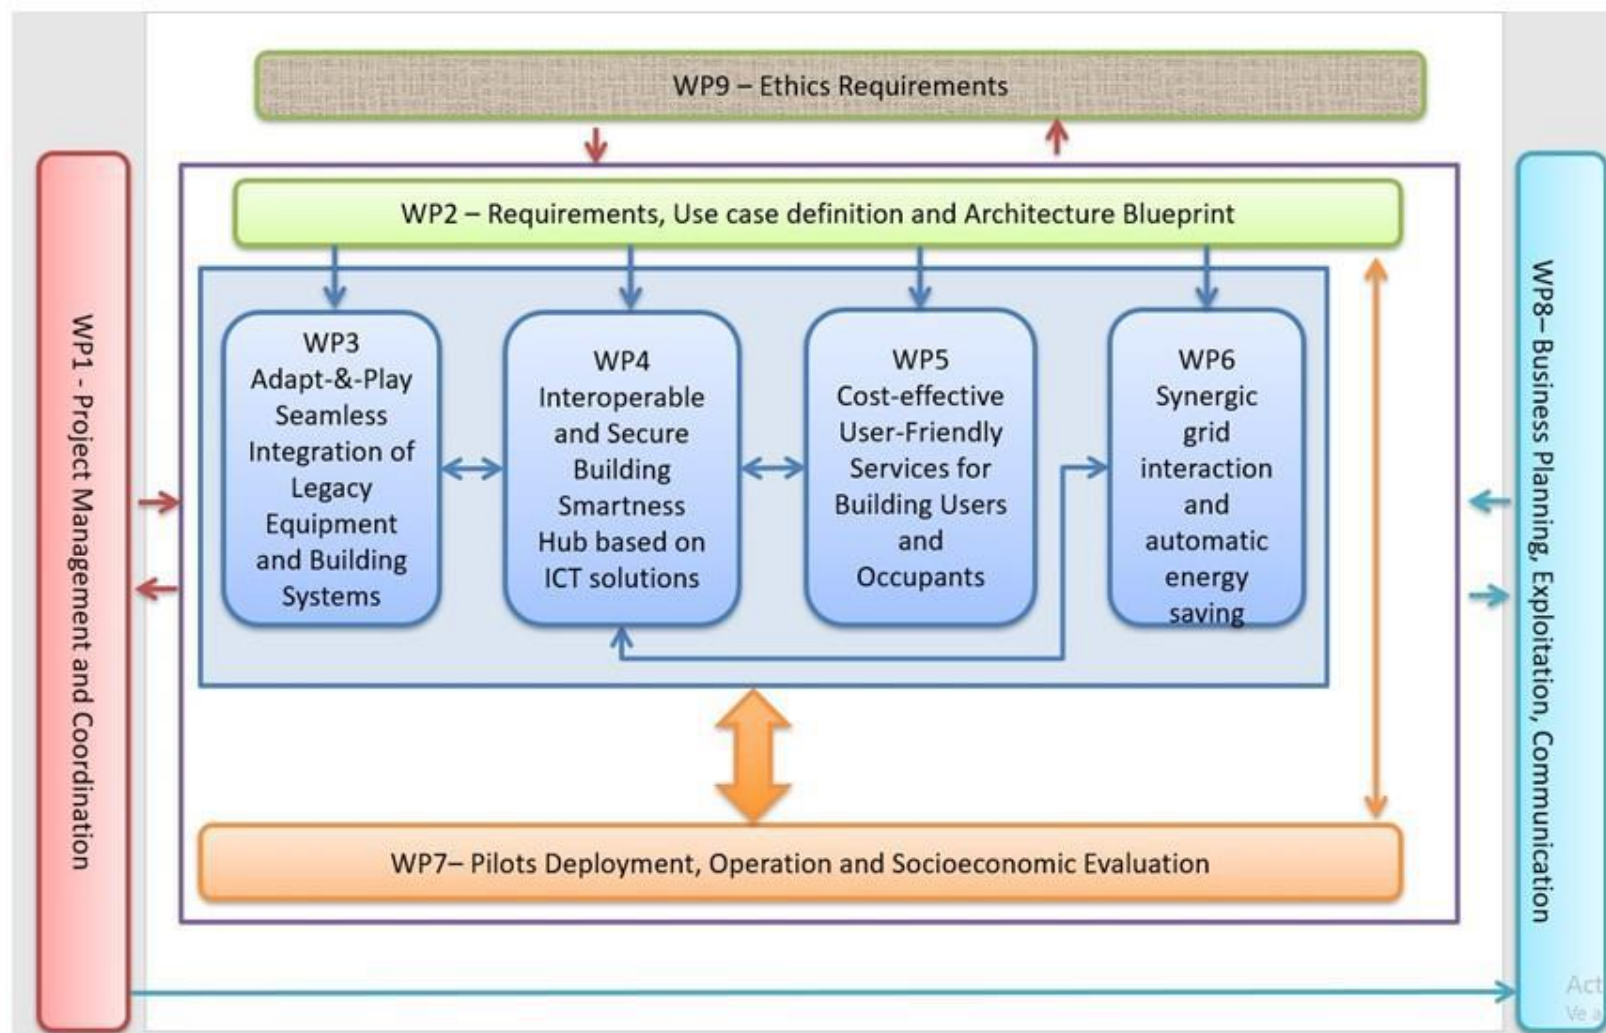 WP9 – Ethics Requirements
WP2 – Requirements, Use case definition and Architecture Blueprint
WP1 - Project Management and Coordination
WP3
Adapt-&-Play
Seamless
Integration of
Legacy
Equipment
and Building
Systems
WP4
Interoperable
and Secure
Building
Smartness
Hub based on
ICT solutions
WP5
Cost-effective
User-Friendly
Services for
Building Users
and
Occupants
WP6
Synergic
grid
interaction
and
automatic
energy
saving
WP8– Business Planning, Exploitation, Communication
WP7– Pilots Deployment, Operation and Socioeconomic Evaluation
Act
Ve a